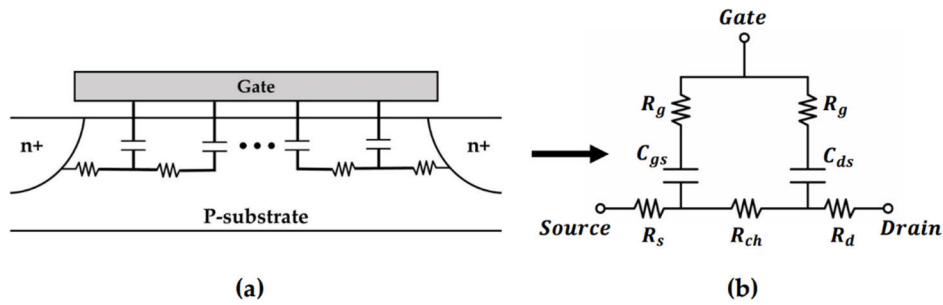 Gate
n+
n+
P-substrate
(a)
Gate
R_g
R_g
C_gs
C_ds
Source
R_s
R_ch
R_d
Drain
(b)